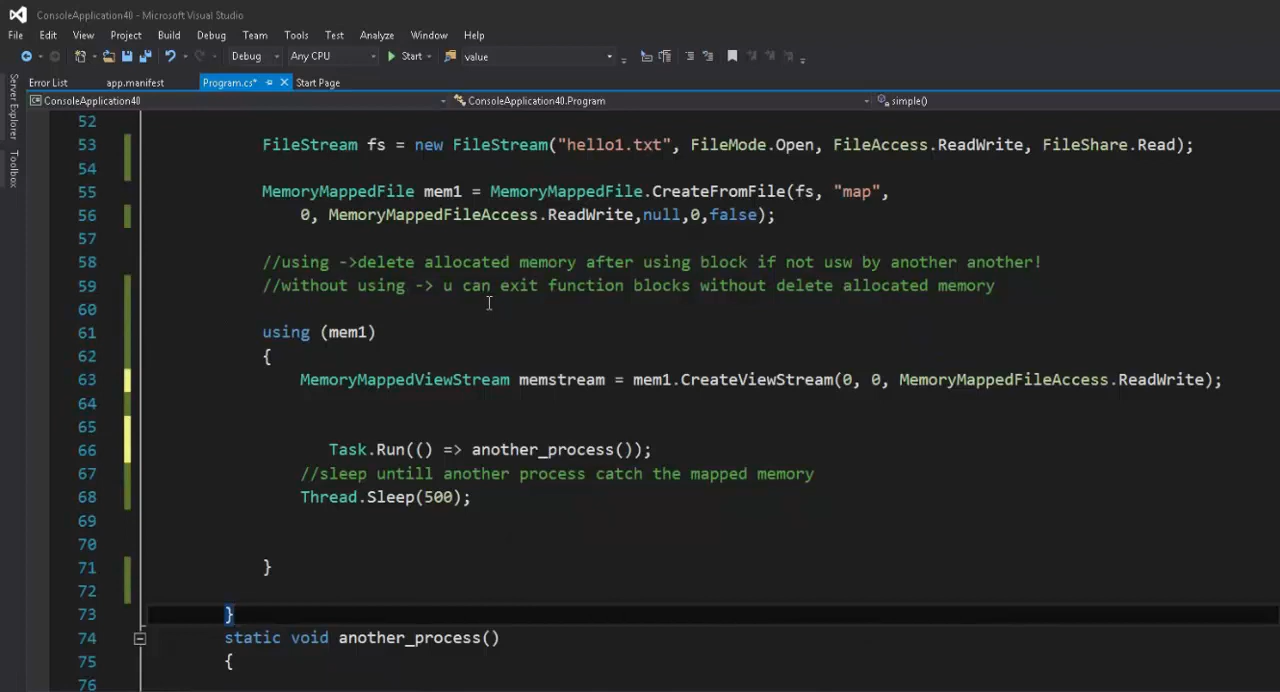 ConsoleApplication40 - Microsoft Visual Studio
File Edit View Project Build Debug Team Tools Test Analyze Window Help
Debug Any CPU Start value
Error List app.manifest Program.cs* Start Page
ConsoleApplication40 ConsoleApplication40.Program simple()
Server Explorer
Toolbox
52
53 FileStream fs = new FileStream("hello1.txt", FileMode.Open, FileAccess.ReadWrite, FileShare.Read);
54
55 MemoryMappedFile mem1 = MemoryMappedFile.CreateFromFile(fs, "map",
56 0, MemoryMappedFileAccess.ReadWrite,null,0,false);
57
58 //using ->delete allocated memory after using block if not usw by another another!
59 //without using -> u can exit function blocks without delete allocated memory
60
61 using (mem1)
62 {
63 MemoryMappedViewStream memstream = mem1.CreateViewStream(0, 0, MemoryMappedFileAccess.ReadWrite);
64
65
66 Task.Run(() => another_process());
67 //sleep untill another process catch the mapped memory
68 Thread.Sleep(500);
69
70
71 }
72
73 }
74 static void another_process()
75 {
76